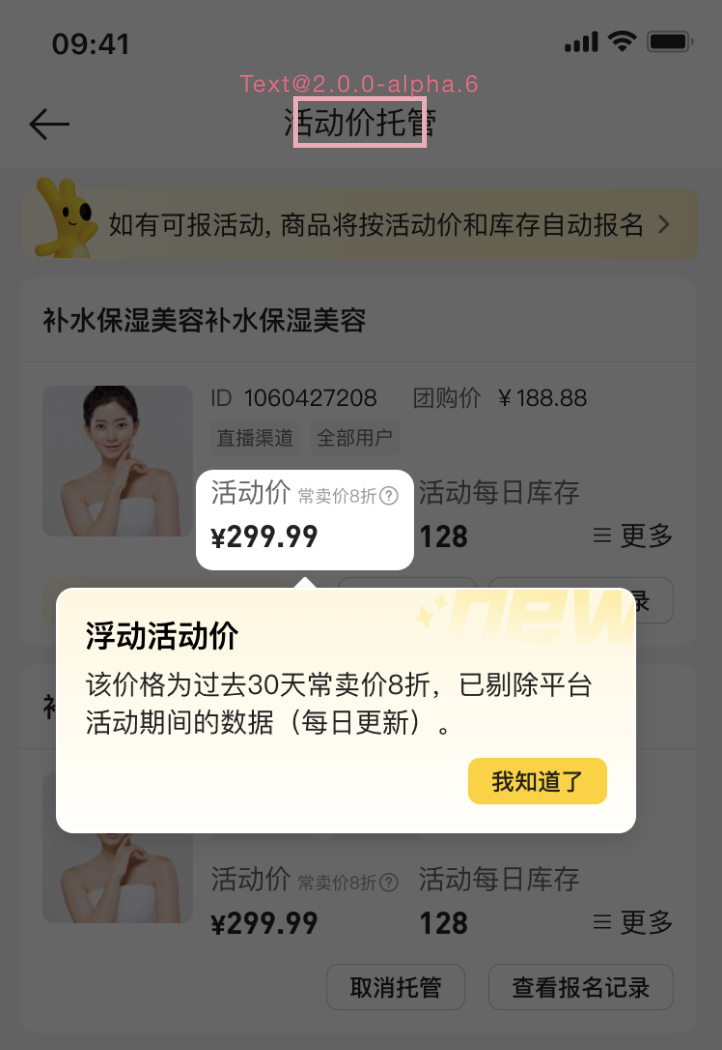 09:41
Text@2.0.0-alpha.6
活动价托管
如有可报活动, 商品将按活动价和库存自动报名
补水保湿美容补水保湿美容
ID 1060427208 团购价 ¥188.88
直播渠道 全部用户
活动价 常卖价8折? 活动每日库存
¥299.99 128 更多
录
new
浮动活动价
该价格为过去30天常卖价8折，已剔除平台
活动期间的数据（每日更新）。
我知道了
活动价 常卖价8折? 活动每日库存
¥299.99 128 更多
取消托管 查看报名记录